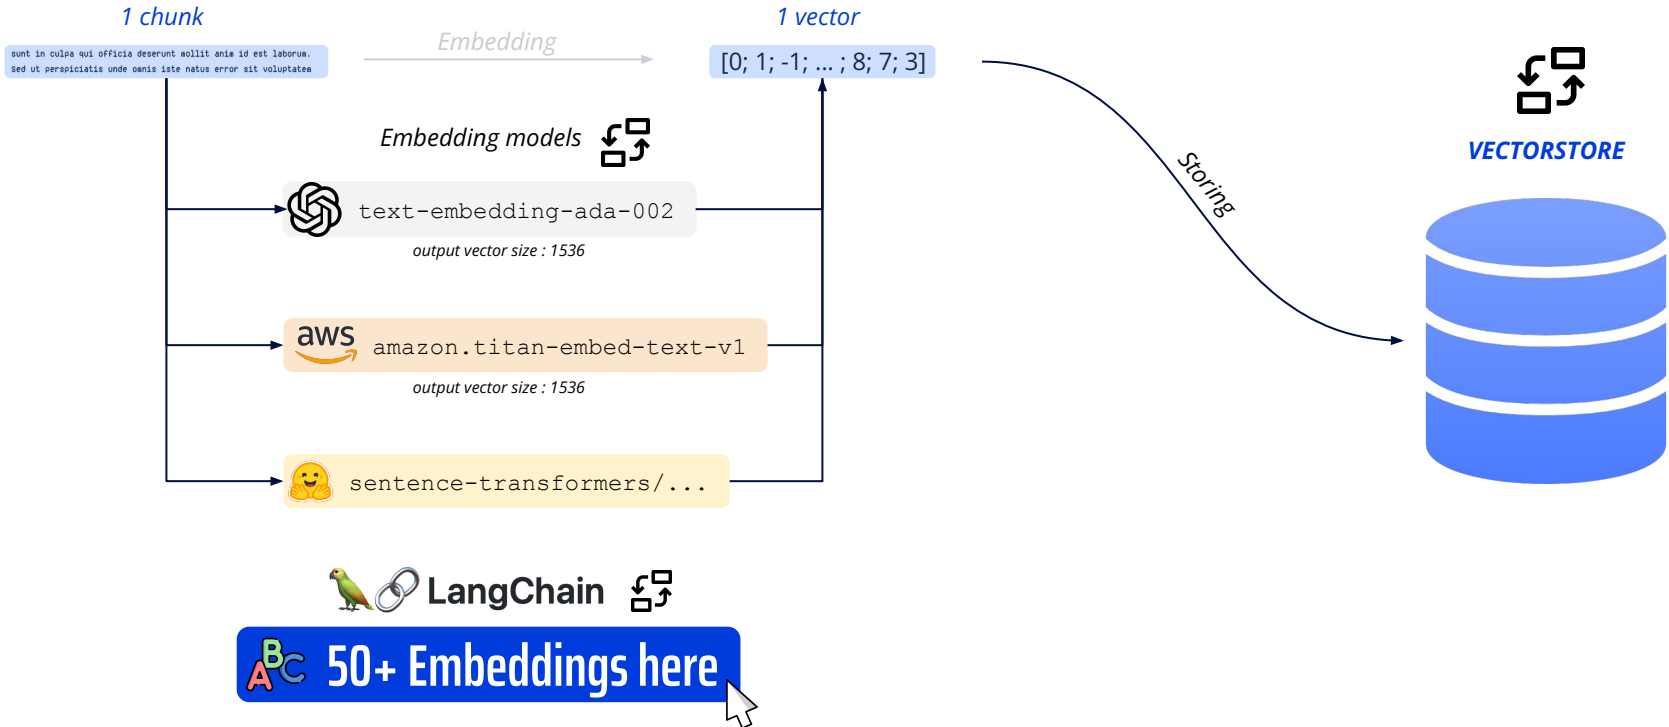 1 chunk
1 vector
sunt in culpa qui officia deserunt mollit anim id est laborum.
Sed ut perspiciatis unde omnis iste natus error sit voluptatem
Embedding
[0; 1; -1; ... ; 8; 7; 3]
Embedding models
VECTORSTORE
Storing
text-embedding-ada-002
output vector size : 1536
aws
amazon.titan-embed-text-v1
output vector size : 1536
sentence-transformers/...
LangChain
ABC
50+ Embeddings here